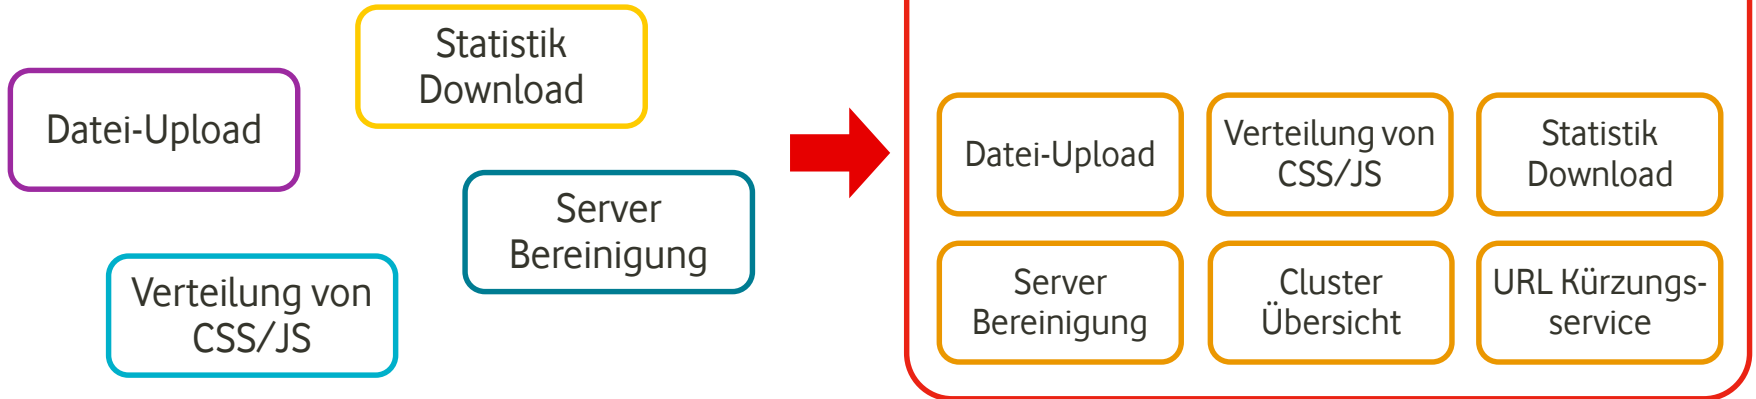 Statistik
Download
Datei-Upload
Server
Bereinigung
Verteilung von
CSS/JS
Datei-Upload
Verteilung von
CSS/JS
Statistik
Download
Server
Bereinigung
Cluster
Übersicht
URL Kürzungs-
service